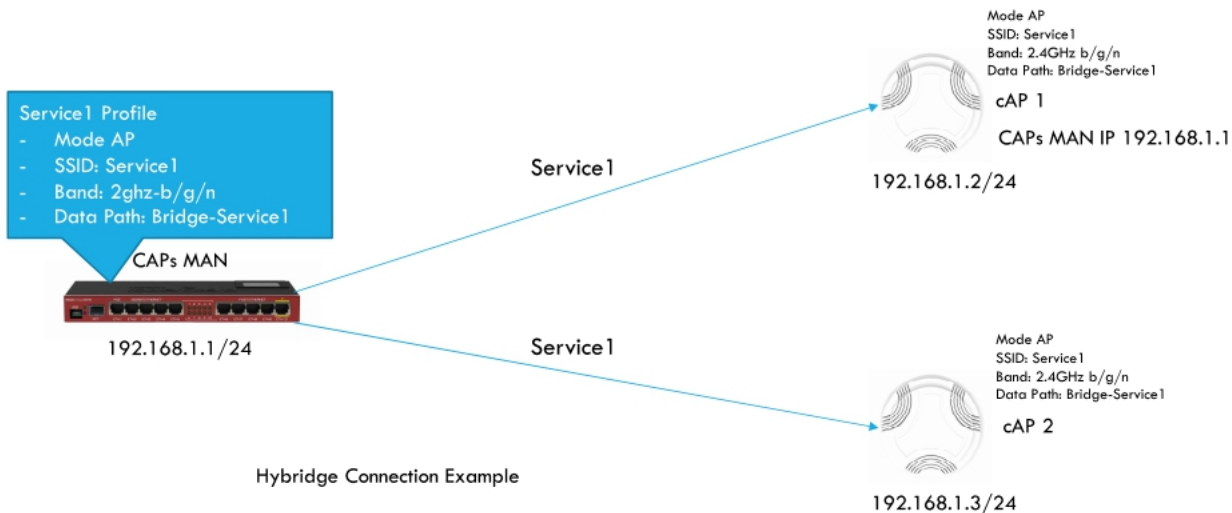 Mode AP
SSID: Service1
Band: 2.4GHz b/g/n
Data Path: Bridge-Service1
cAP 1
CAPs MAN IP 192.168.1.1
192.168.1.2/24
Service1 Profile
- Mode AP
- SSID: Service1
- Band: 2ghz-b/g/n
- Data Path: Bridge-Service1
Service1
CAPs MAN
192.168.1.1/24
Service1
Mode AP
SSID: Service1
Band: 2.4GHz b/g/n
Data Path: Bridge-Service1
cAP 2
192.168.1.3/24
Hybridge Connection Example